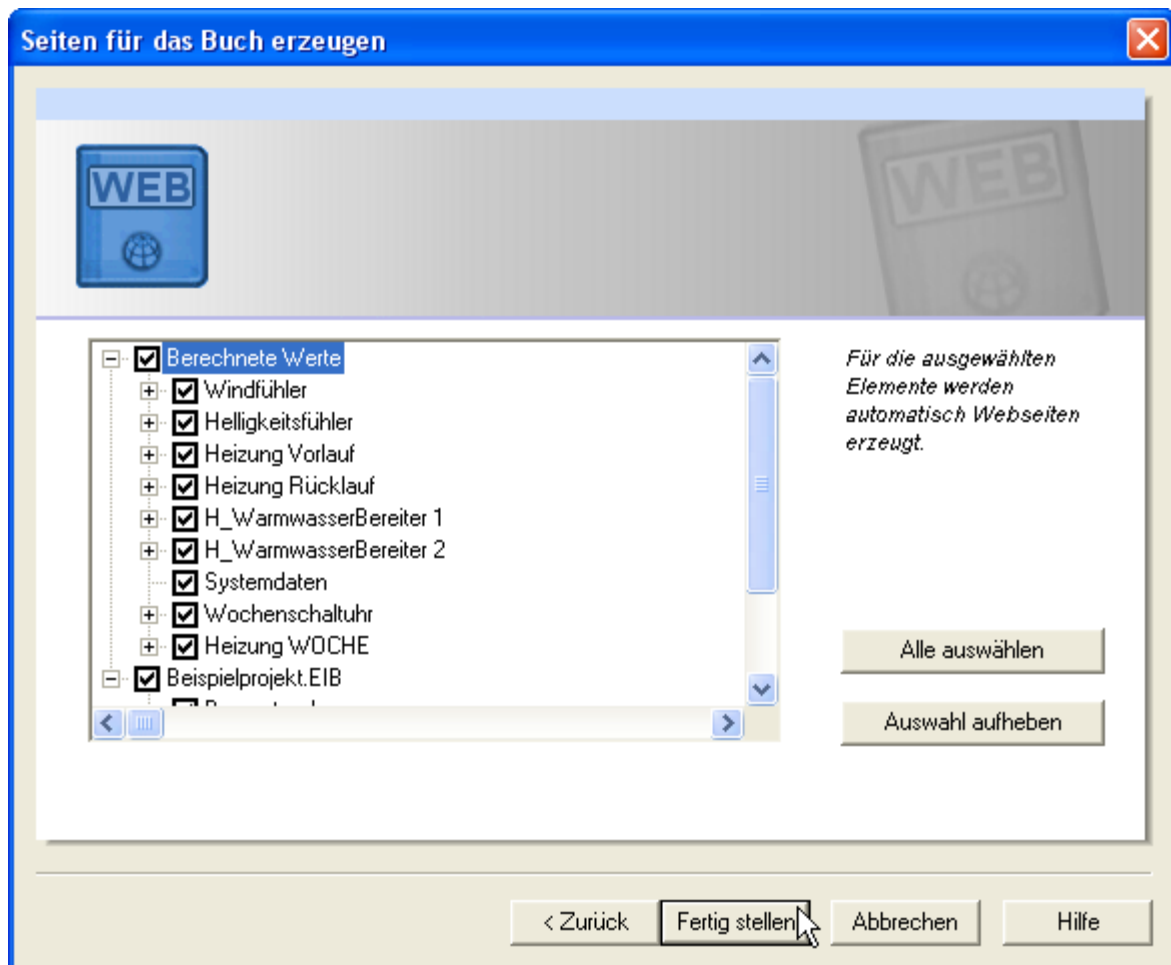 Seiten für das Buch erzeugen
WEB
WEB
Berechnete Werte
Windfühler
Helligkeitsfühler
Heizung Vorlauf
Heizung Rücklauf
H_WarmwasserBereiter 1
H_WarmwasserBereiter 2
Systemdaten
Wochenschaltuhr
Heizung WOCHE
Beispielprojekt.EIB
Für die ausgewählten
Elemente werden
automatisch Webseiten
erzeugt.
Alle auswählen
Auswahl aufheben
< Zurück
Fertig stellen
Abbrechen
Hilfe